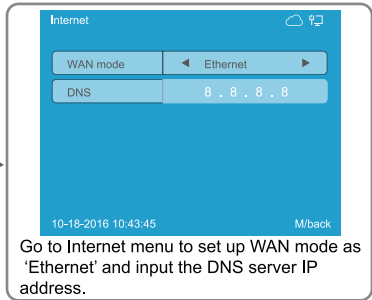 Internet
WAN mode ◀ Ethernet ▶
DNS 8 . 8 . 8 . 8
10-18-2016 10:43:45 M/back
Go to Internet menu to set up WAN mode as
'Ethernet' and input the DNS server IP
address.